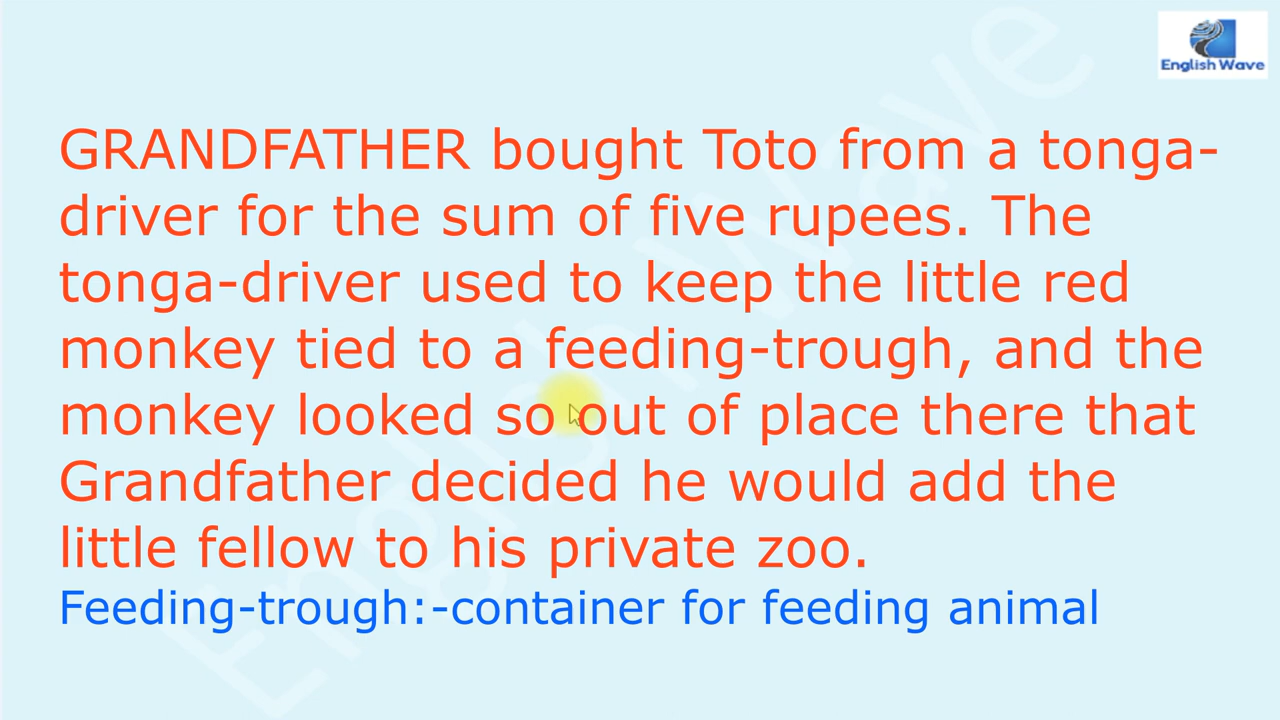 English Wave
GRANDFATHER bought Toto from a tonga-
driver for the sum of five rupees. The
tonga-driver used to keep the little red
monkey tied to a feeding-trough, and the
monkey looked so out of place there that
Grandfather decided he would add the
little fellow to his private zoo.
Feeding-trough:-container for feeding animal
English Wave